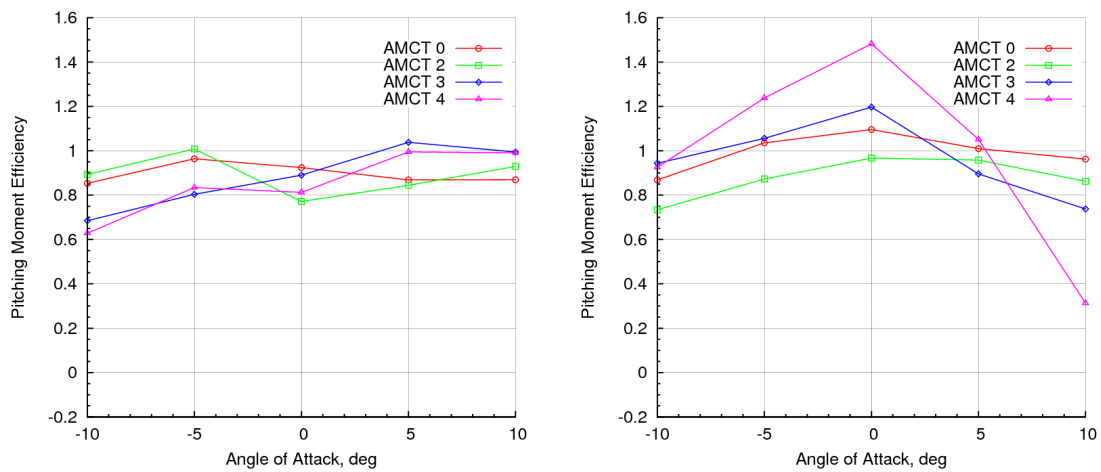 1.6
1.4
1.2
1
0.8
0.6
0.4
0.2
0
-0.2
Pitching Moment Efficiency
AMCT 0
AMCT 2
AMCT 3
AMCT 4
-10 -5 0 5 10
Angle of Attack, deg
1.6
1.4
1.2
1
0.8
0.6
0.4
0.2
0
-0.2
Pitching Moment Efficiency
AMCT 0
AMCT 2
AMCT 3
AMCT 4
-10 -5 0 5 10
Angle of Attack, deg